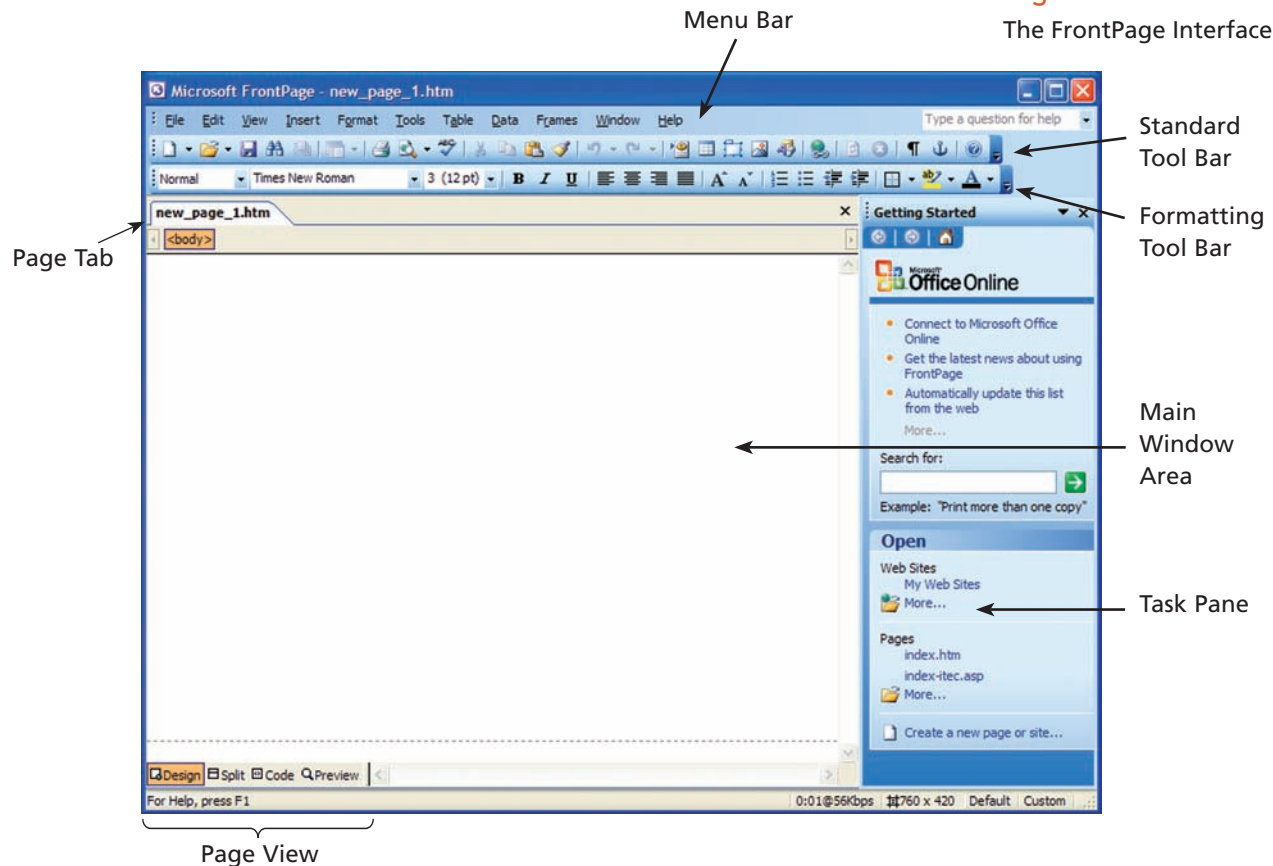 Menu Bar
The FrontPage Interface
Microsoft FrontPage - new_page_1.htm
File Edit View Insert Format Tools Table Data Frames Window Help
Type a question for help
Standard
Tool Bar
Normal Times New Roman 3 (12 pt) B I U
Formatting
Tool Bar
new_page_1.htm
Getting Started
Page Tab
<body>
Microsoft
Office Online
Connect to Microsoft Office
Online
Get the latest news about using
FrontPage
Automatically update this list
from the web
More...
Main
Window
Area
Search for:
Example: "Print more than one copy"
Open
Web Sites
My Web Sites
More...
Task Pane
Pages
index.htm
index-itec.asp
More...
Create a new page or site...
Design Split Code Preview
For Help, press F1
0:01@56Kbps 760 x 420 Default Custom
Page View